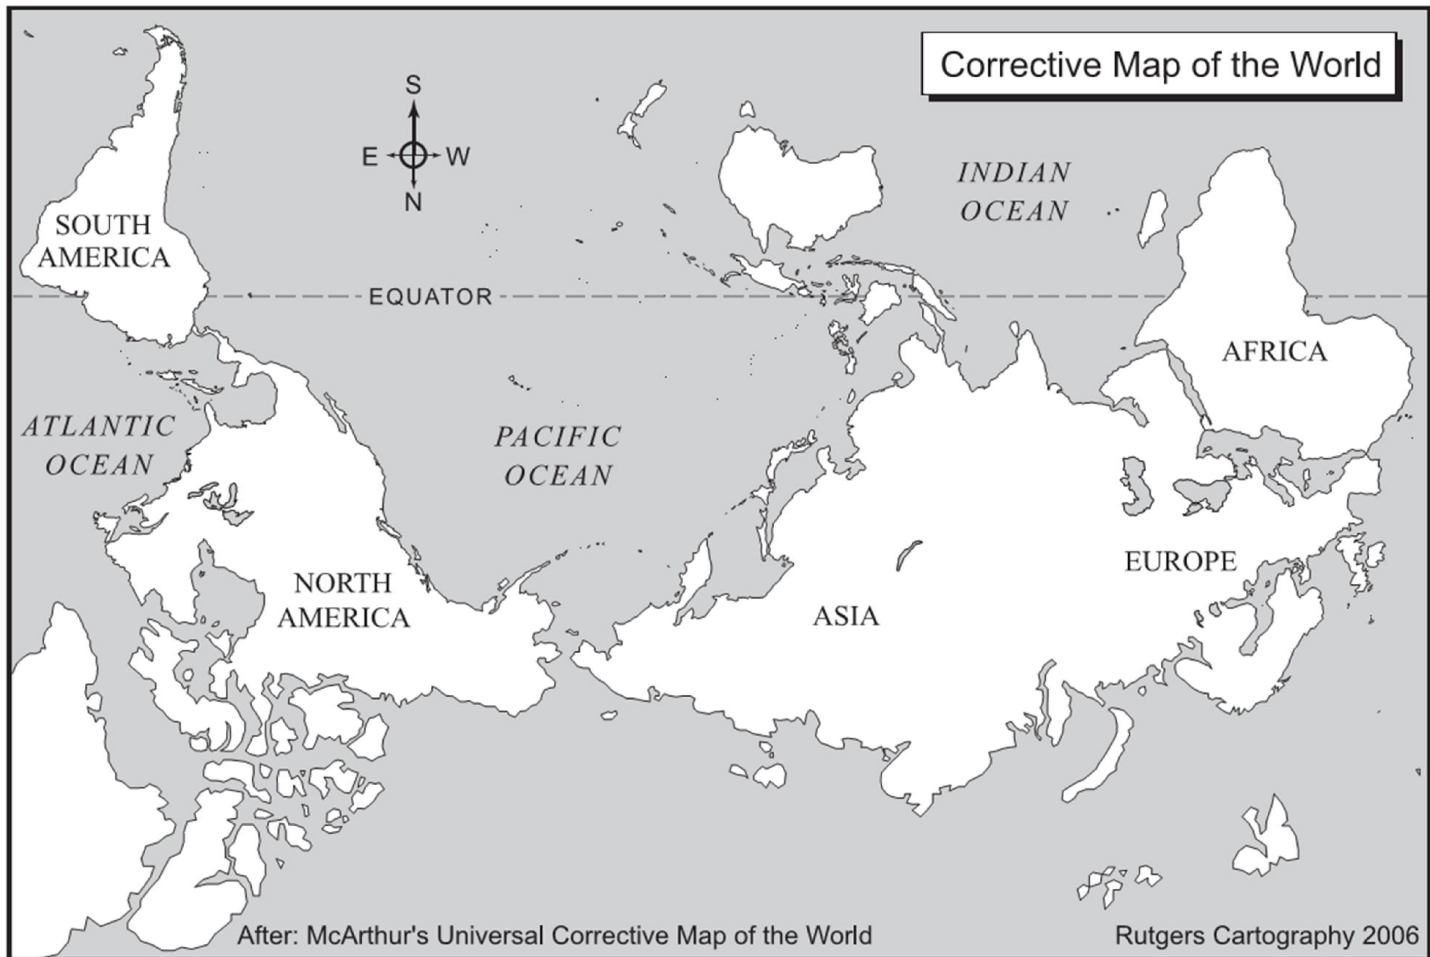 Corrective Map of the World
S
E W
N
INDIAN
OCEAN
SOUTH
AMERICA
EQUATOR
AFRICA
ATLANTIC
OCEAN
PACIFIC
OCEAN
EUROPE
NORTH
AMERICA
ASIA
After: McArthur's Universal Corrective Map of the World
Rutgers Cartography 2006